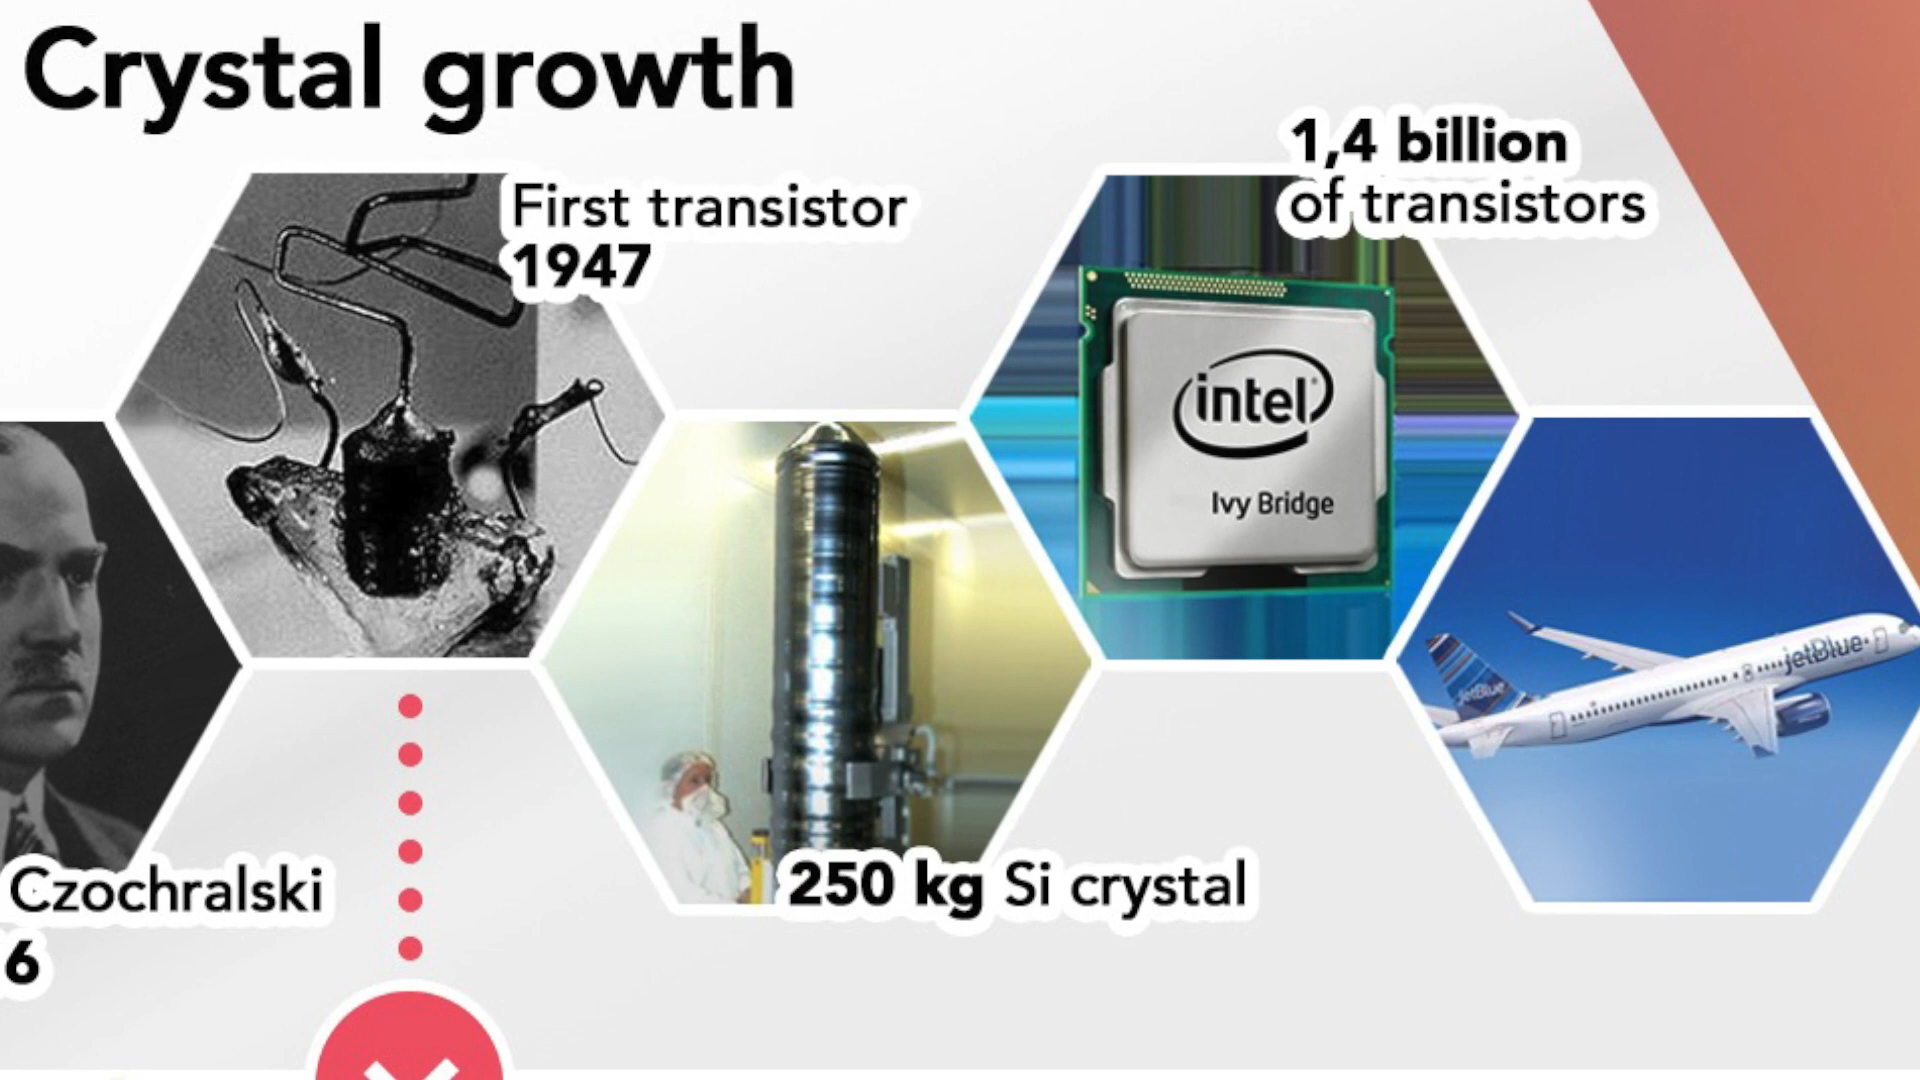 Crystal growth
First transistor
1947
1,4 billion
of transistors
intel
Ivy Bridge
jetBlue
jetBlue
250 kg Si crystal
Czochralski
6